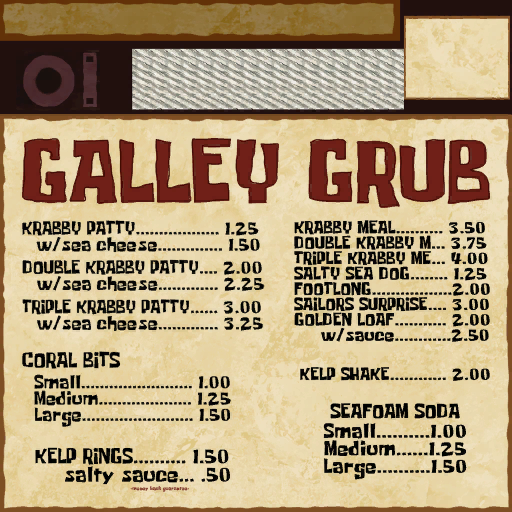 GALLEY GRUB
KRABBY PATTY.................. 1.25
w/sea cheese.............. 1.50
DOUBLE KRABBY PATTY.... 2.00
w/sea cheese............. 2.25
TRIPLE KRABBY PATTY...... 3.00
w/sea cheese............. 3.25
CORAL BITS
Small........................ 1.00
Medium..................... 1.25
Large........................ 1.50
KELP RINGS.......... 1.50
salty sauce... .50
-money back guarantee-
KRABBY MEAL.......... 3.50
DOUBLE KRABBY M... 3.75
TRIPLE KRABBY ME... 4.00
SALTY SEA DOG........ 1.25
FOOTLONG.................2.00
SAILORS SURPRISE.... 3.00
GOLDEN LOAF........... 2.00
w/sauce............2.50
KELP SHAKE............ 2.00
SEAFOAM SODA
Small............1.00
Medium.......1.25
Large............1.50